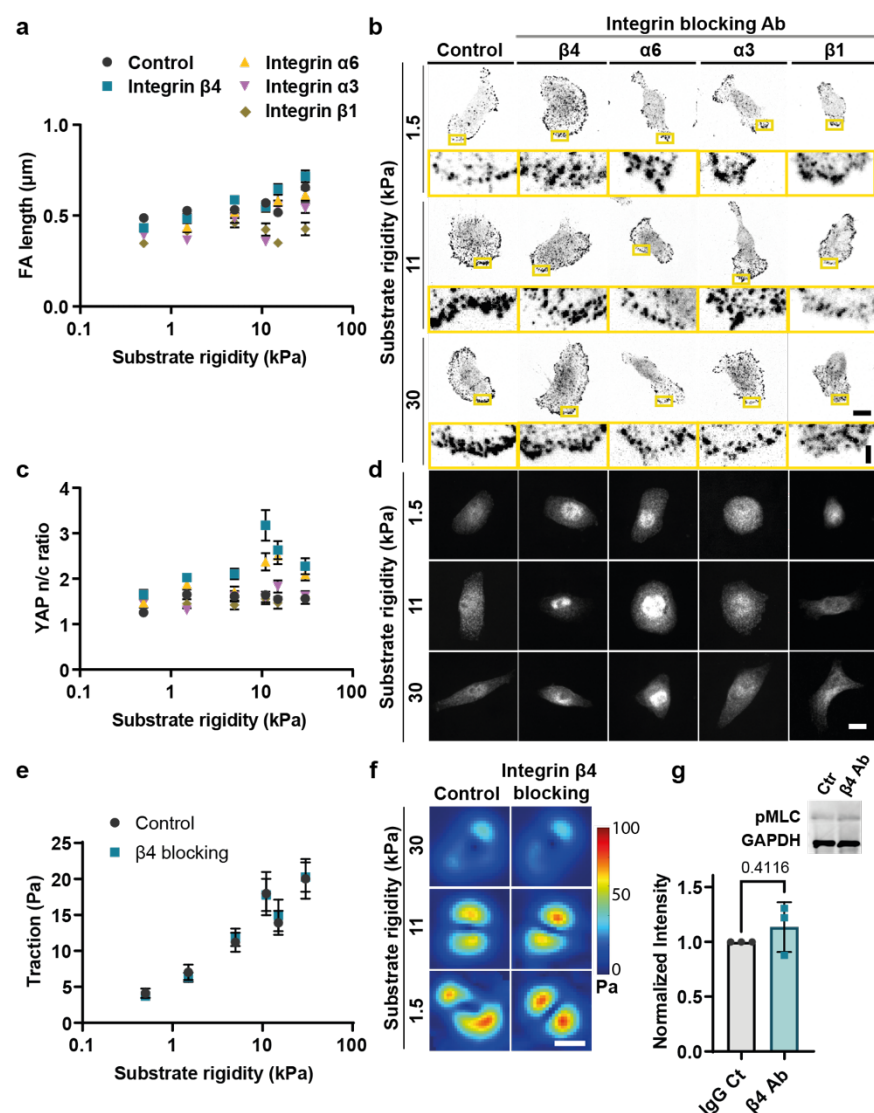 a
Control
Integrin β4
Integrin α6
Integrin α3
Integrin β1
FA length (μm)
1.0
0.5
0.0
0.1
1
10
100
Substrate rigidity (kPa)
b
Integrin blocking Ab
Control
β4
α6
α3
β1
Substrate rigidity (kPa)
1.5
11
30
c
YAP n/c ratio
4
3
2
1
0
0.1
1
10
100
Substrate rigidity (kPa)
d
Substrate rigidity (kPa)
1.5
11
30
e
Control
β4 blocking
Traction (Pa)
25
20
15
10
5
0
0.1
1
10
100
Substrate rigidity (kPa)
f
Integrin β4
Control
blocking
Substrate rigidity (kPa)
30
11
1.5
100
50
0
Pa
g
Ctr
β4 Ab
pMLC
GAPDH
0.4116
Normalized Intensity
1.5
1.0
0.5
0.0
IgG Ct
β4 Ab